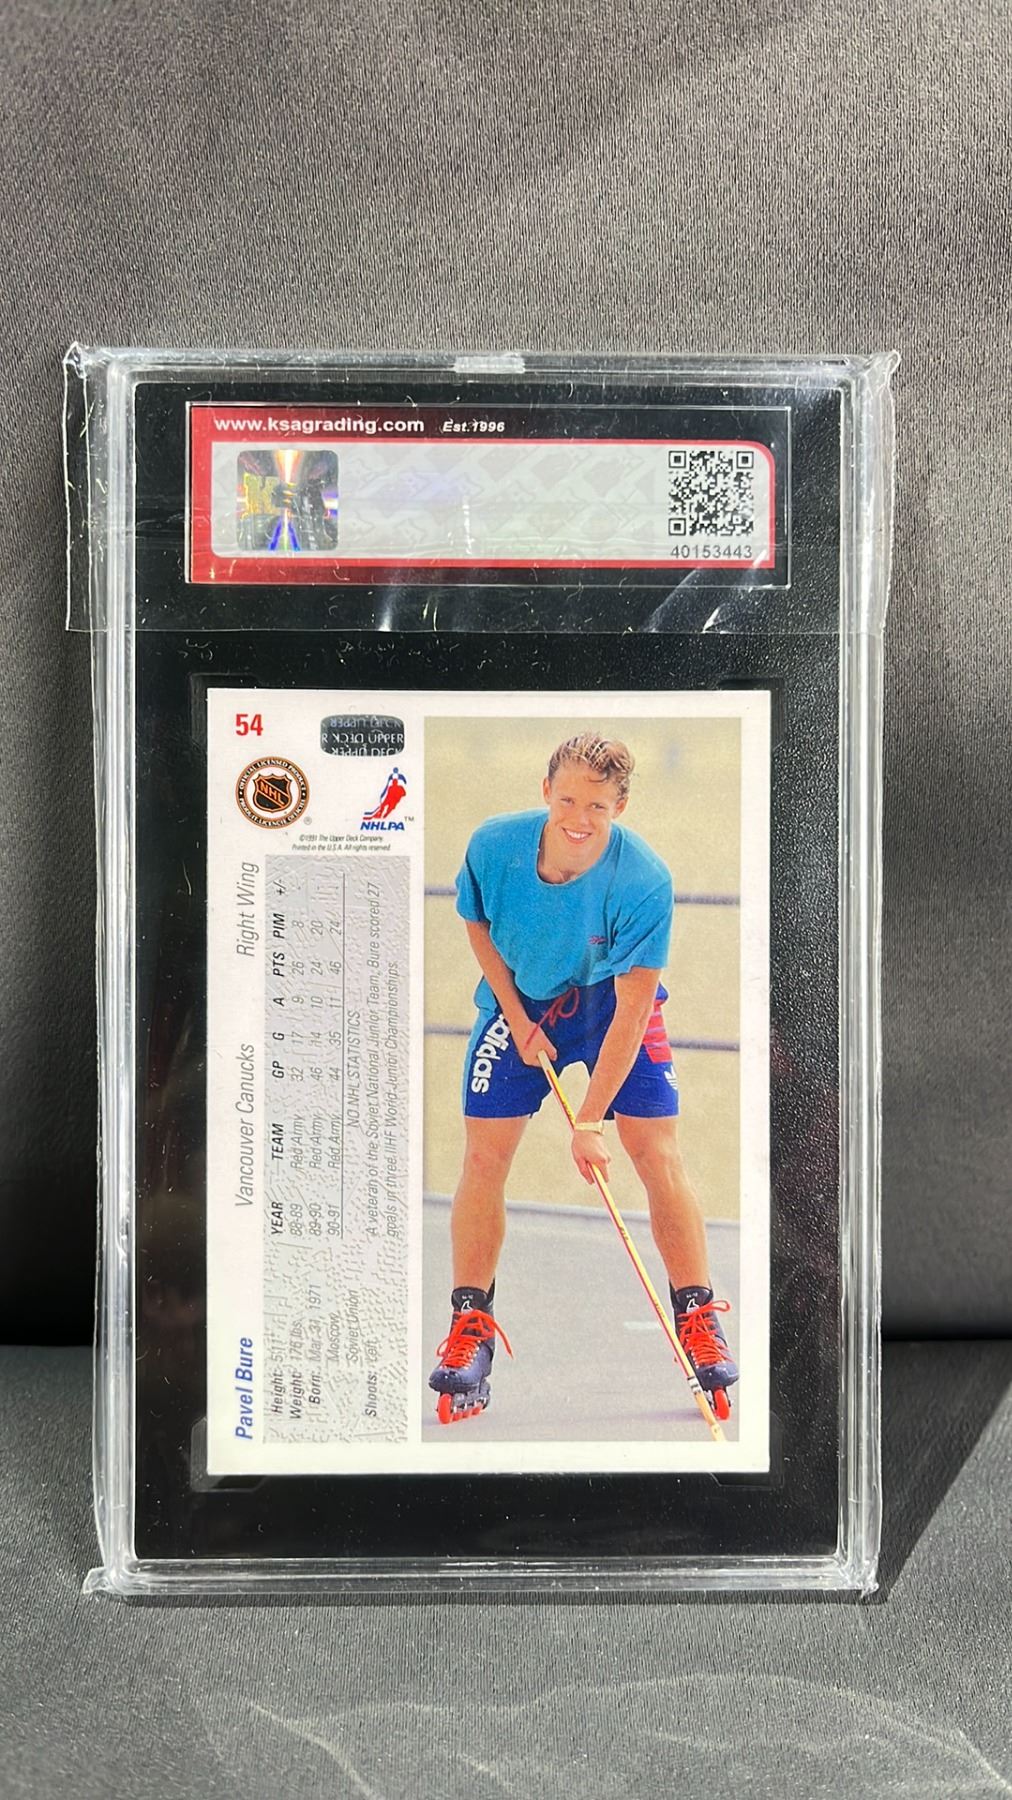 www.ksagrading.com Est.1996
40153443
54
UPPER DECK
NHL
NHLPA™
©1991 The Upper Deck Company.
Printed in the U.S.A. All rights reserved.
Pavel Bure Vancouver Canucks Right Wing
Height: 5'11"
Weight: 176 lbs.
Born: Mar. 31, 1971
Moscow,
Soviet Union
Shoots: Left
YEAR TEAM GP G A PTS PIM +/-
88-89 Red Army 32 17 9 26 8
89-90 Red Army 46 14 10 24 20
90-91 Red Army 44 35 11 46 24
NO NHL STATISTICS
A veteran of the Soviet National Junior Team, Bure scored 27
goals in three IIHF World Junior Championships.
adidas